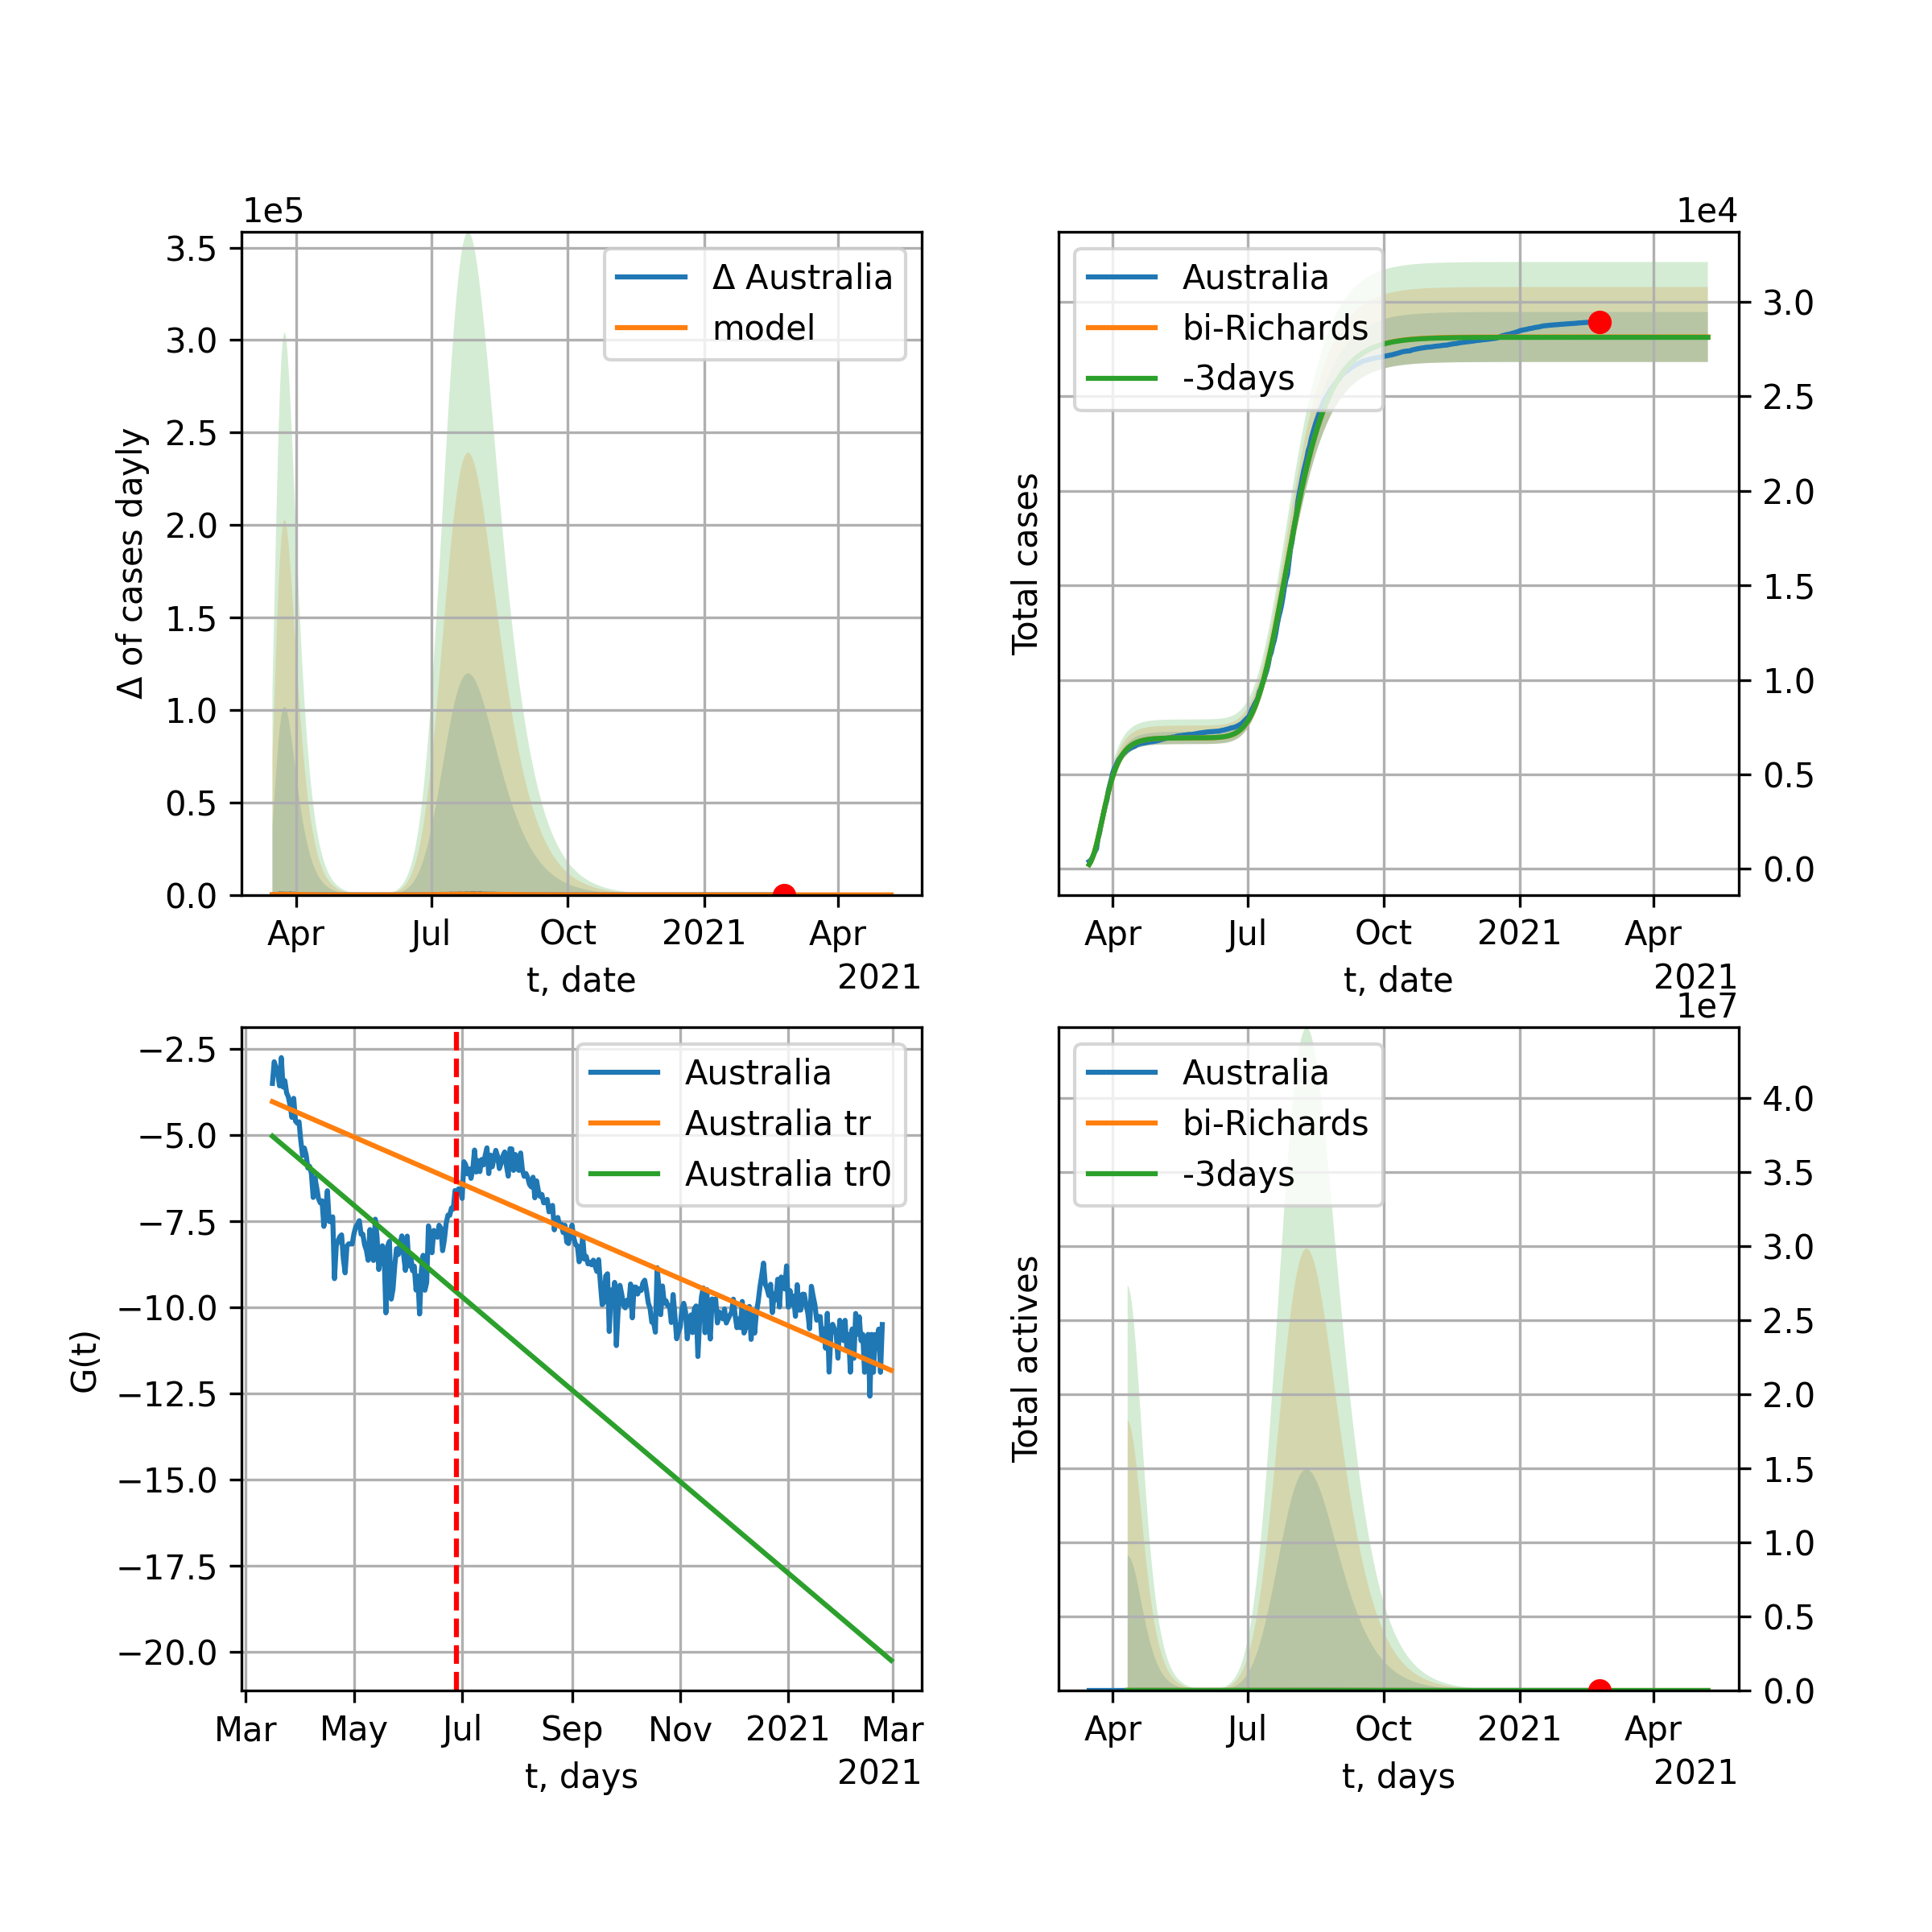 1e5
3.5
3.0
2.5
2.0
1.5
1.0
0.5
0.0
Δ of cases dayly
Δ Australia
model
Apr Jul Oct 2021 Apr
t, date
2021
1e4
Australia
bi-Richards
-3days
Total cases
3.0
2.5
2.0
1.5
1.0
0.5
0.0
Apr Jul Oct 2021 Apr
t, date
2021
−2.5
−5.0
−7.5
−10.0
−12.5
−15.0
−17.5
−20.0
G(t)
Australia
Australia tr
Australia tr0
Mar May Jul Sep Nov 2021 Mar
t, days
2021
1e7
Australia
bi-Richards
-3days
Total actives
4.0
3.5
3.0
2.5
2.0
1.5
1.0
0.5
0.0
Apr Jul Oct 2021 Apr
t, days
2021